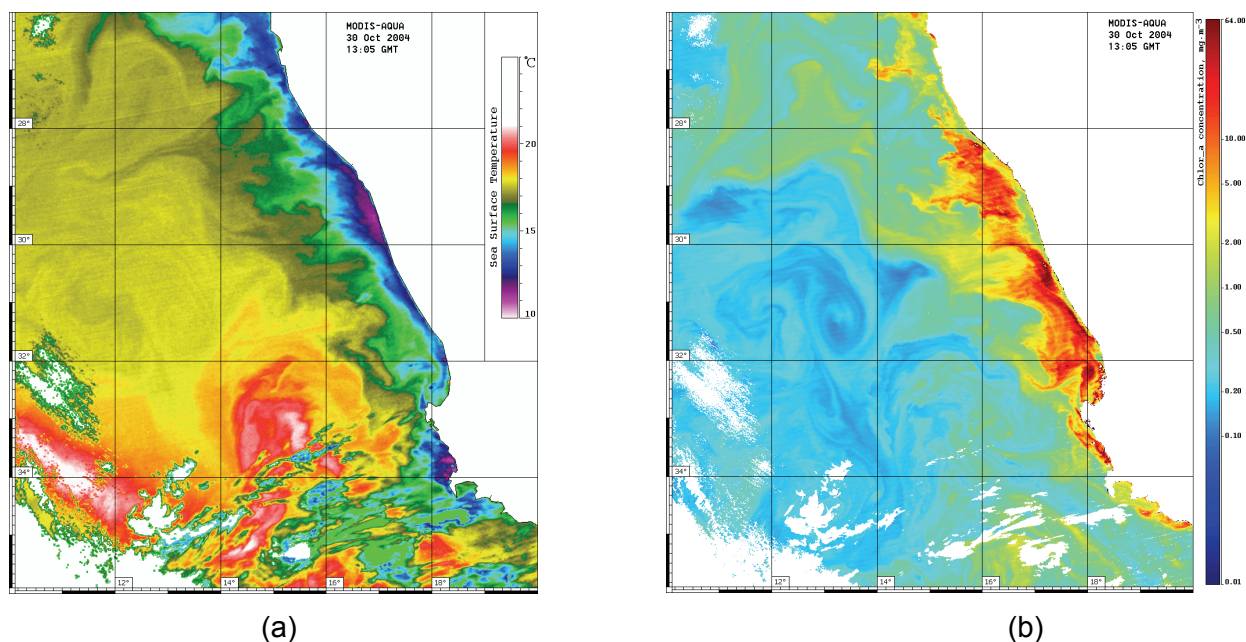 MODIS-AQUA
30 Oct 2004
13:05 GMT
°C
20
15
10
Sea Surface Temperature
28°
30°
32°
34°
12°
14°
16°
18°
(a)
MODIS-AQUA
30 Oct 2004
13:05 GMT
64.00
30.00
10.00
5.00
2.00
1.00
0.50
0.20
0.10
0.01
Chlor_a concentration, mg.m-3
28°
30°
32°
34°
12°
14°
16°
18°
(b)